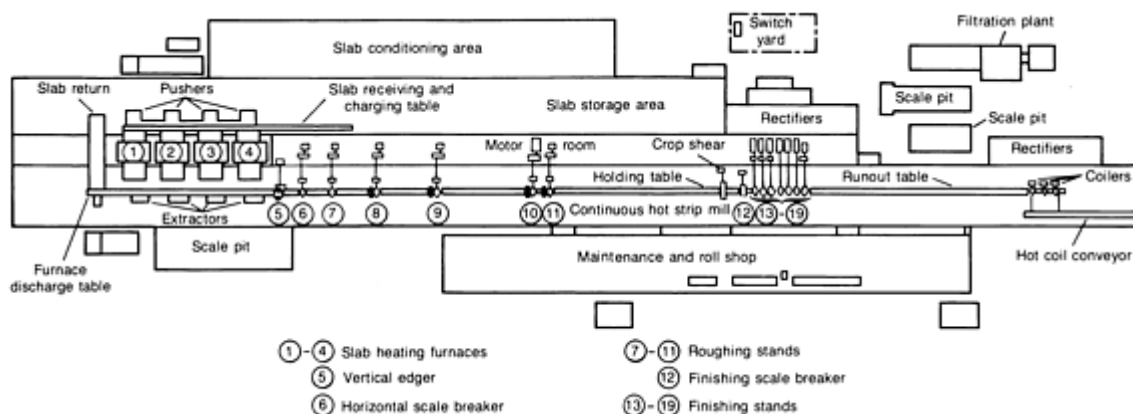 Switch
yard
Filtration plant
Slab conditioning area
Slab return
Pushers
Slab receiving and
charging table
Slab storage area
Scale pit
Scale pit
Rectifiers
Rectifiers
1 2 3 4
Motor room
Crop shear
Holding table
Runout table
Coilers
Extractors
5 6 7 8 9 10 11
Continuous hot strip mill
12 13 - 19
Scale pit
Furnace
discharge table
Maintenance and roll shop
Hot coil conveyor
1 - 4 Slab heating furnaces
5 Vertical edger
6 Horizontal scale breaker
7 - 11 Roughing stands
12 Finishing scale breaker
13 - 19 Finishing stands